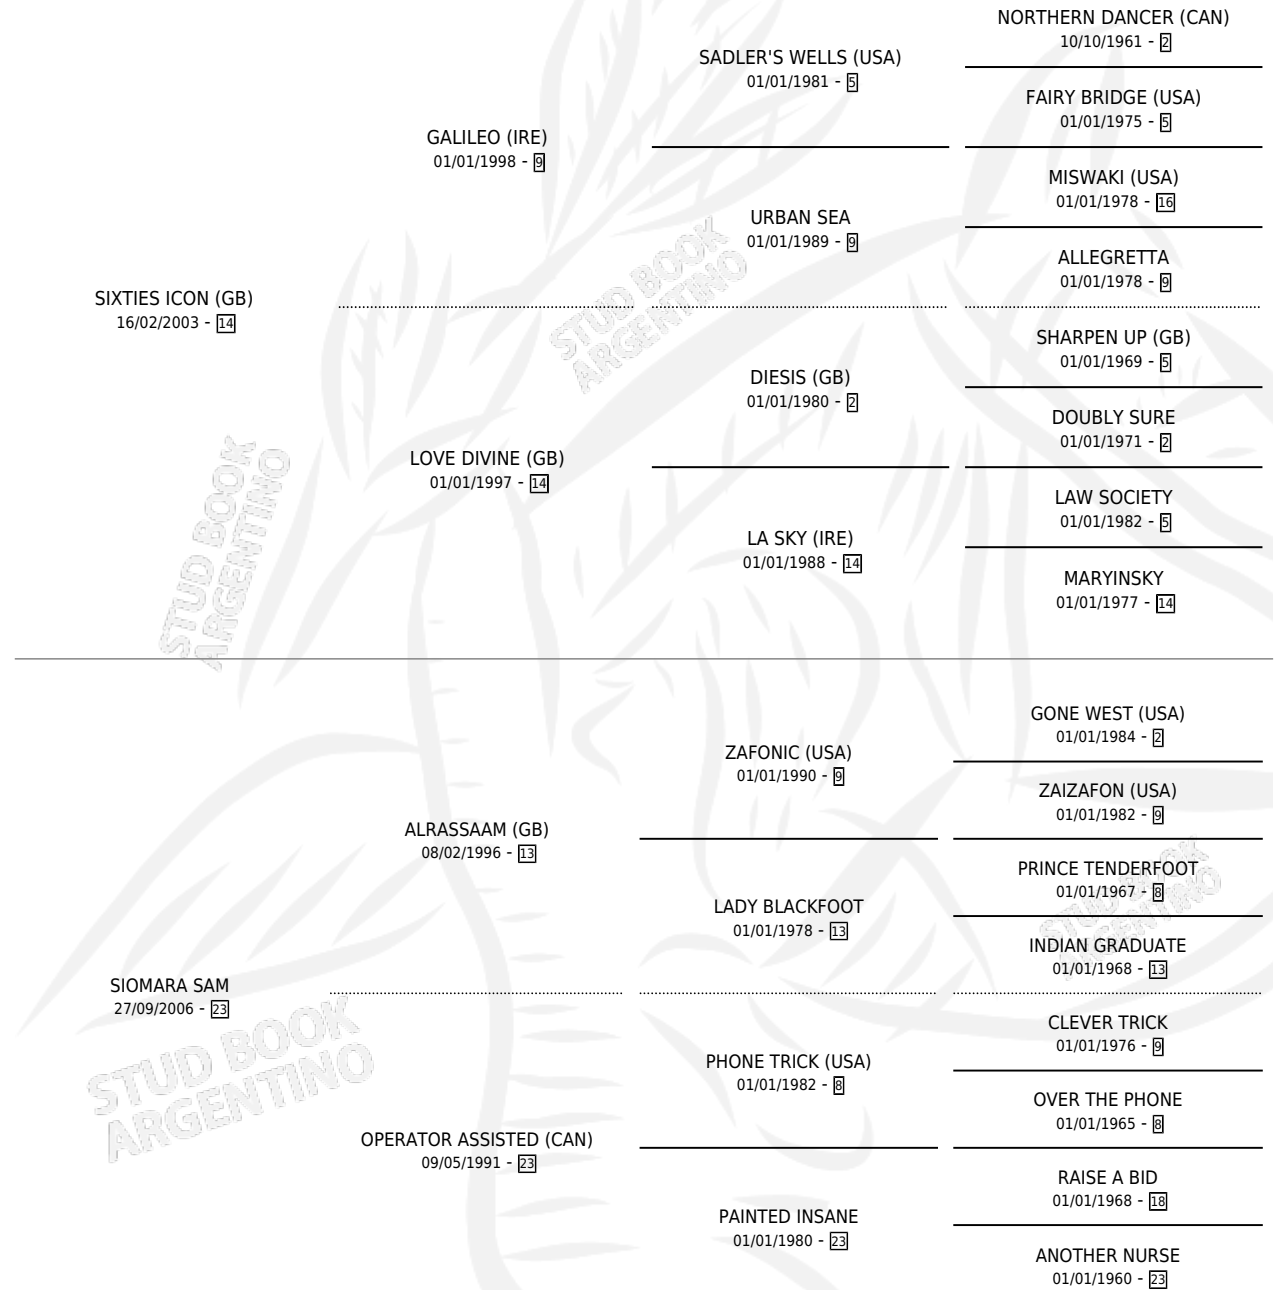 NORTHERN DANCER (CAN)
10/10/1961 - 2
SADLER'S WELLS (USA)
01/01/1981 - 5
FAIRY BRIDGE (USA)
01/01/1975 - 5
GALILEO (IRE)
01/01/1998 - 9
MISWAKI (USA)
01/01/1978 - 16
URBAN SEA
01/01/1989 - 9
ALLEGRETTA
01/01/1978 - 9
SIXTIES ICON (GB)
16/02/2003 - 14
SHARPEN UP (GB)
01/01/1969 - 5
DIESIS (GB)
01/01/1980 - 2
DOUBLY SURE
01/01/1971 - 2
LOVE DIVINE (GB)
01/01/1997 - 14
LAW SOCIETY
01/01/1982 - 5
LA SKY (IRE)
01/01/1988 - 14
MARYINSKY
01/01/1977 - 14
GONE WEST (USA)
01/01/1984 - 2
ZAFONIC (USA)
01/01/1990 - 9
ZAIZAFON (USA)
01/01/1982 - 9
ALRASSAAM (GB)
08/02/1996 - 13
PRINCE TENDERFOOT
01/01/1967 - 8
LADY BLACKFOOT
01/01/1978 - 13
INDIAN GRADUATE
01/01/1968 - 13
SIOMARA SAM
27/09/2006 - 23
CLEVER TRICK
01/01/1976 - 9
PHONE TRICK (USA)
01/01/1982 - 8
OVER THE PHONE
01/01/1965 - 8
OPERATOR ASSISTED (CAN)
09/05/1991 - 23
RAISE A BID
01/01/1968 - 18
PAINTED INSANE
01/01/1980 - 23
ANOTHER NURSE
01/01/1960 - 23
STUD BOOK
ARGENTINO
STUD BOOK
ARGENTINO
STUD BOOK
ARGENTINO
STUD BOOK
ARGENTINO